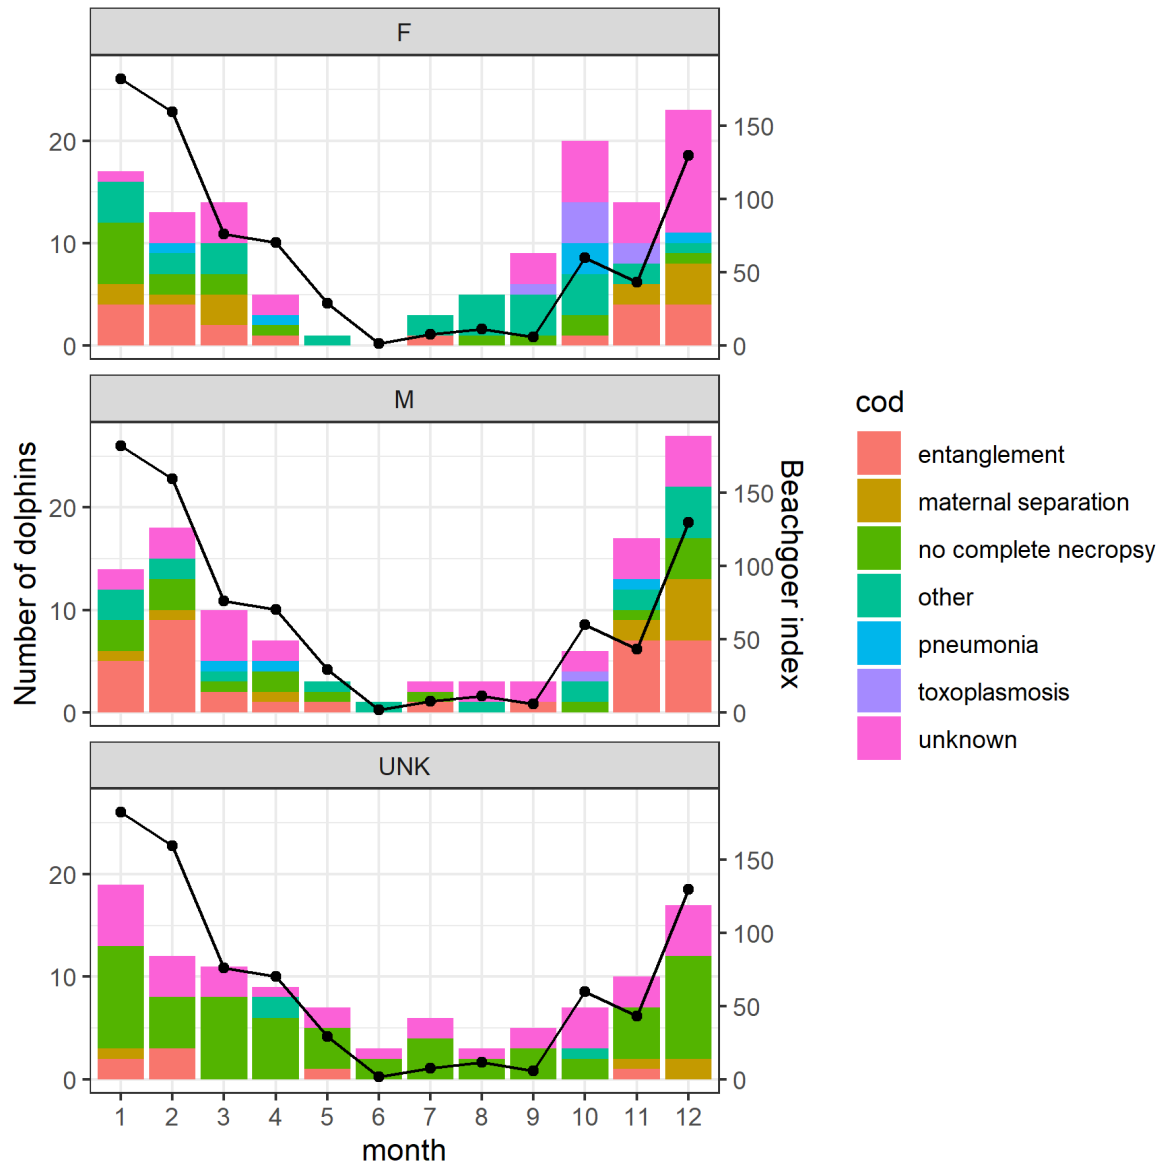 F
20
10
0
150
100
50
0
M
20
10
0
150
100
50
0
UNK
20
10
0
150
100
50
0
1 2 3 4 5 6 7 8 9 10 11 12
month
Number of dolphins
Beachgoer index
cod
entanglement
maternal separation
no complete necropsy
other
pneumonia
toxoplasmosis
unknown